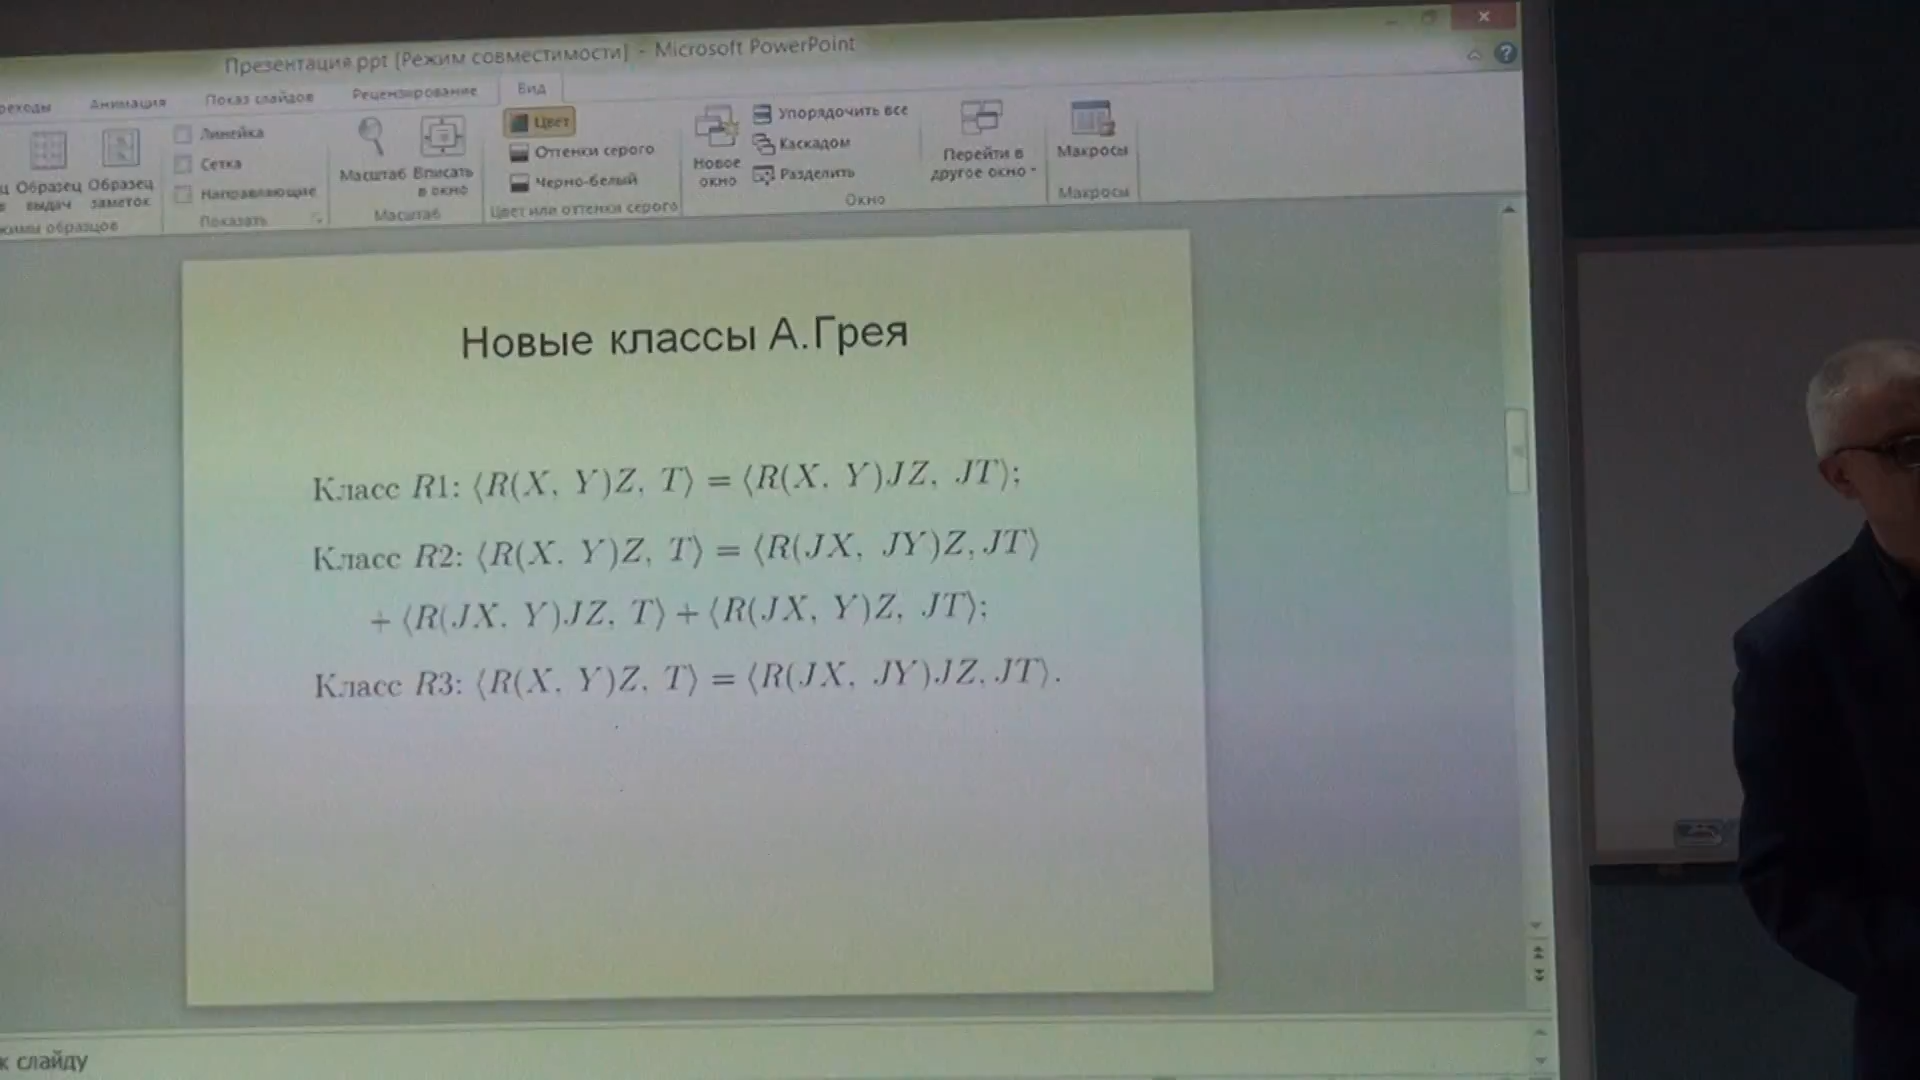 Презентация.ppt [Режим совместимости] - Microsoft PowerPoint
реходы Анимация Показ слайдов Рецензирование Вид
Линейка
Сетка
Направляющие
Показать
Образец выдач
Образец заметок
жимы образцов
Масштаб
Вписать в окно
Масштаб
Цвет
Оттенки серого
Черно-белый
Цвет или оттенки серого
Новое окно
Упорядочить все
Каскадом
Разделить
Перейти в другое окно
Окно
Макросы
Макросы
Новые классы А.Грея
Класс R1: ⟨R(X, Y)Z, T⟩ = ⟨R(X, Y)JZ, JT⟩;
Класс R2: ⟨R(X, Y)Z, T⟩ = ⟨R(JX, JY)Z, JT⟩
+ ⟨R(JX, Y)JZ, T⟩ + ⟨R(JX, Y)Z, JT⟩;
Класс R3: ⟨R(X, Y)Z, T⟩ = ⟨R(JX, JY)JZ, JT⟩.
к слайду